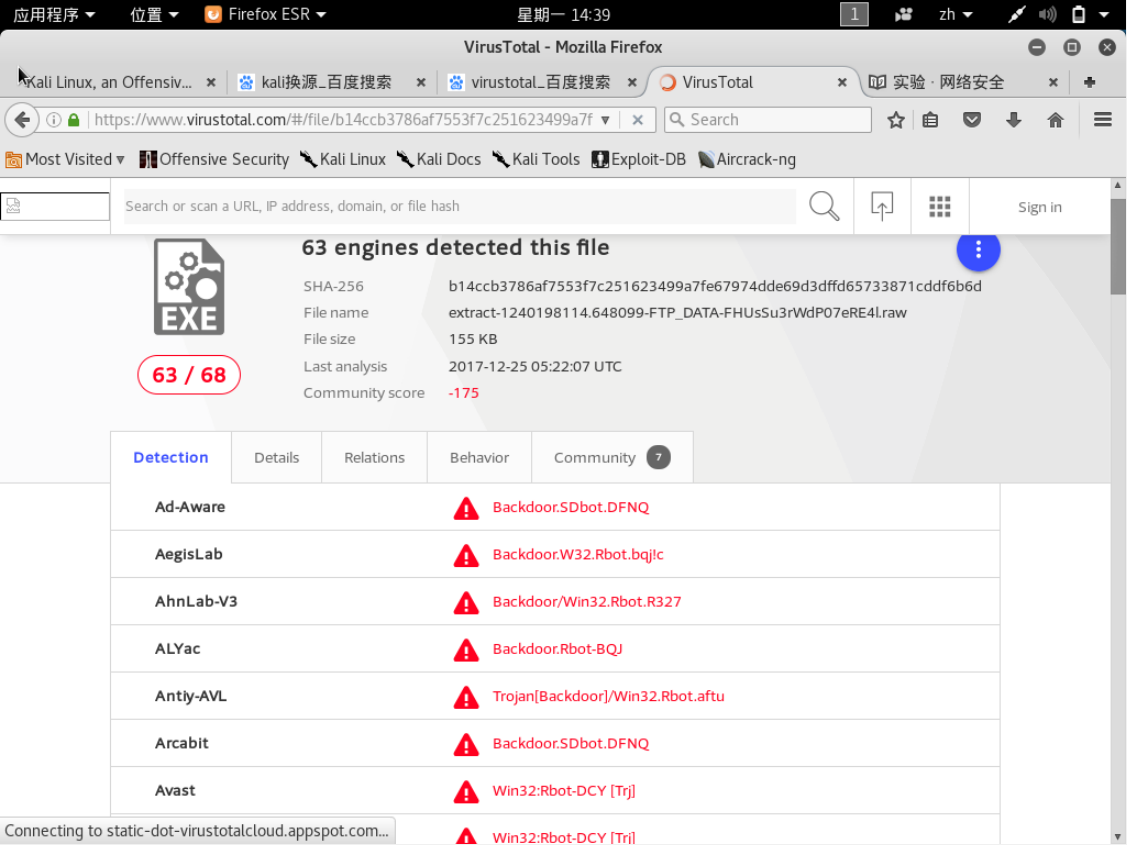 应用程序 位置 Firefox ESR 星期一 14:39 1 zh
VirusTotal - Mozilla Firefox
Kali Linux, an Offensiv... kali换源_百度搜索 virustotal_百度搜索 VirusTotal 实验 · 网络安全
https://www.virustotal.com/#/file/b14ccb3786af7553f7c251623499a7f Search
Most Visited Offensive Security Kali Linux Kali Docs Kali Tools Exploit-DB Aircrack-ng
Search or scan a URL, IP address, domain, or file hash Sign in
63 engines detected this file
EXE
63 / 68
SHA-256 b14ccb3786af7553f7c251623499a7fe67974dde69d3dffd65733871cddf6b6d
File name extract-1240198114.648099-FTP_DATA-FHUsSu3rWdP07eRE4l.raw
File size 155 KB
Last analysis 2017-12-25 05:22:07 UTC
Community score -175
Detection Details Relations Behavior Community 7
Ad-Aware Backdoor.SDbot.DFNQ
AegisLab Backdoor.W32.Rbot.bqj!c
AhnLab-V3 Backdoor/Win32.Rbot.R327
ALYac Backdoor.Rbot-BQJ
Antiy-AVL Trojan[Backdoor]/Win32.Rbot.aftu
Arcabit Backdoor.SDbot.DFNQ
Avast Win32:Rbot-DCY [Trj]
Win32:Rbot-DCY [Trj]
Connecting to static-dot-virustotalcloud.appspot.com...